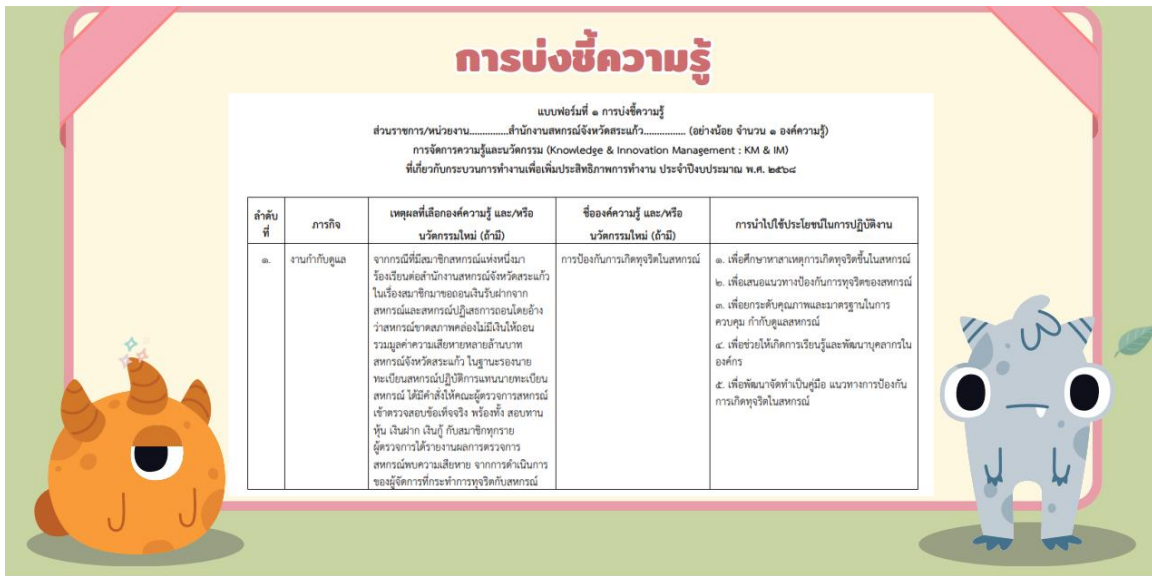 การบ่งชี้ความรู้
แบบฟอร์มที่ ๑ การบ่งชี้ความรู้
ส่วนราชการ/หน่วยงาน...............สำนักงานสหกรณ์จังหวัดสระแก้ว................ (อย่างน้อย จำนวน ๑ องค์ความรู้)
การจัดการความรู้และนวัตกรรม (Knowledge & Innovation Management : KM & IM)
ที่เกี่ยวกับกระบวนการทำงานเพื่อเพิ่มประสิทธิภาพการทำงาน ประจำปีงบประมาณ พ.ศ. ๒๕๖๘
ลำดับ
ที่
ภารกิจ
เหตุผลที่เลือกองค์ความรู้ และ/หรือ
นวัตกรรมใหม่ (ถ้ามี)
ชื่อองค์ความรู้ และ/หรือ
นวัตกรรมใหม่ (ถ้ามี)
การนำไปใช้ประโยชน์ในการปฏิบัติงาน
๑.
งานกำกับดูแล
จากกรณีที่มีสมาชิกสหกรณ์แห่งหนึ่งมา
ร้องเรียนต่อสำนักงานสหกรณ์จังหวัดสระแก้ว
ในเรื่องสมาชิกมาขอถอนเงินรับฝากจาก
สหกรณ์และสหกรณ์ปฏิเสธการถอนโดยอ้าง
ว่าสหกรณ์ขาดสภาพคล่องไม่มีเงินให้ถอน
รวมมูลค่าความเสียหายหลายล้านบาท
สหกรณ์จังหวัดสระแก้ว ในฐานะรองนาย
ทะเบียนสหกรณ์ปฏิบัติการแทนนายทะเบียน
สหกรณ์ ได้มีคำสั่งให้คณะผู้ตรวจการสหกรณ์
เข้าตรวจสอบข้อเท็จจริง พร้องทั้ง สอบทาน
หุ้น เงินฝาก เงินกู้ กับสมาชิกทุกราย
ผู้ตรวจการได้รายงานผลการตรวจการ
สหกรณ์พบความเสียหาย จากการดำเนินการ
ของผู้จัดการที่กระทำการทุจริตกับสหกรณ์
การป้องกันการเกิดทุจริตในสหกรณ์
๑. เพื่อศึกษาหาสาเหตุการเกิดทุจริตขึ้นในสหกรณ์
๒. เพื่อเสนอแนวทางป้องกันการทุจริตของสหกรณ์
๓. เพื่อยกระดับคุณภาพและมาตรฐานในการ
ควบคุม กำกับดูแลสหกรณ์
๔. เพื่อช่วยให้เกิดการเรียนรู้และพัฒนาบุคลากรใน
องค์กร
๕. เพื่อพัฒนาจัดทำเป็นคู่มือ แนวทางการป้องกัน
การเกิดทุจริตในสหกรณ์